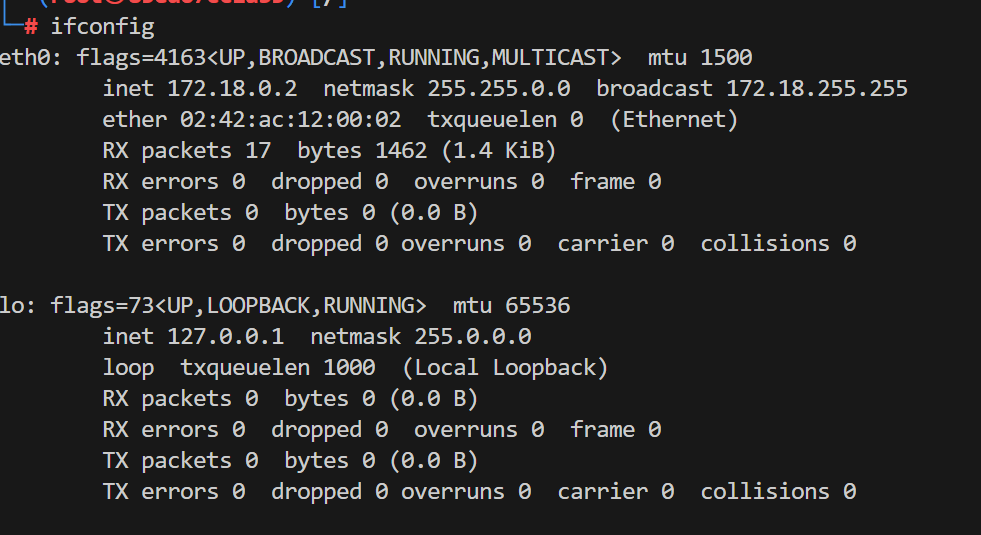 # ifconfig
eth0: flags=4163<UP,BROADCAST,RUNNING,MULTICAST>  mtu 1500
        inet 172.18.0.2  netmask 255.255.0.0  broadcast 172.18.255.255
        ether 02:42:ac:12:00:02  txqueuelen 0  (Ethernet)
        RX packets 17  bytes 1462 (1.4 KiB)
        RX errors 0  dropped 0  overruns 0  frame 0
        TX packets 0  bytes 0 (0.0 B)
        TX errors 0  dropped 0 overruns 0  carrier 0  collisions 0

lo: flags=73<UP,LOOPBACK,RUNNING>  mtu 65536
        inet 127.0.0.1  netmask 255.0.0.0
        loop  txqueuelen 1000  (Local Loopback)
        RX packets 0  bytes 0 (0.0 B)
        RX errors 0  dropped 0  overruns 0  frame 0
        TX packets 0  bytes 0 (0.0 B)
        TX errors 0  dropped 0 overruns 0  carrier 0  collisions 0